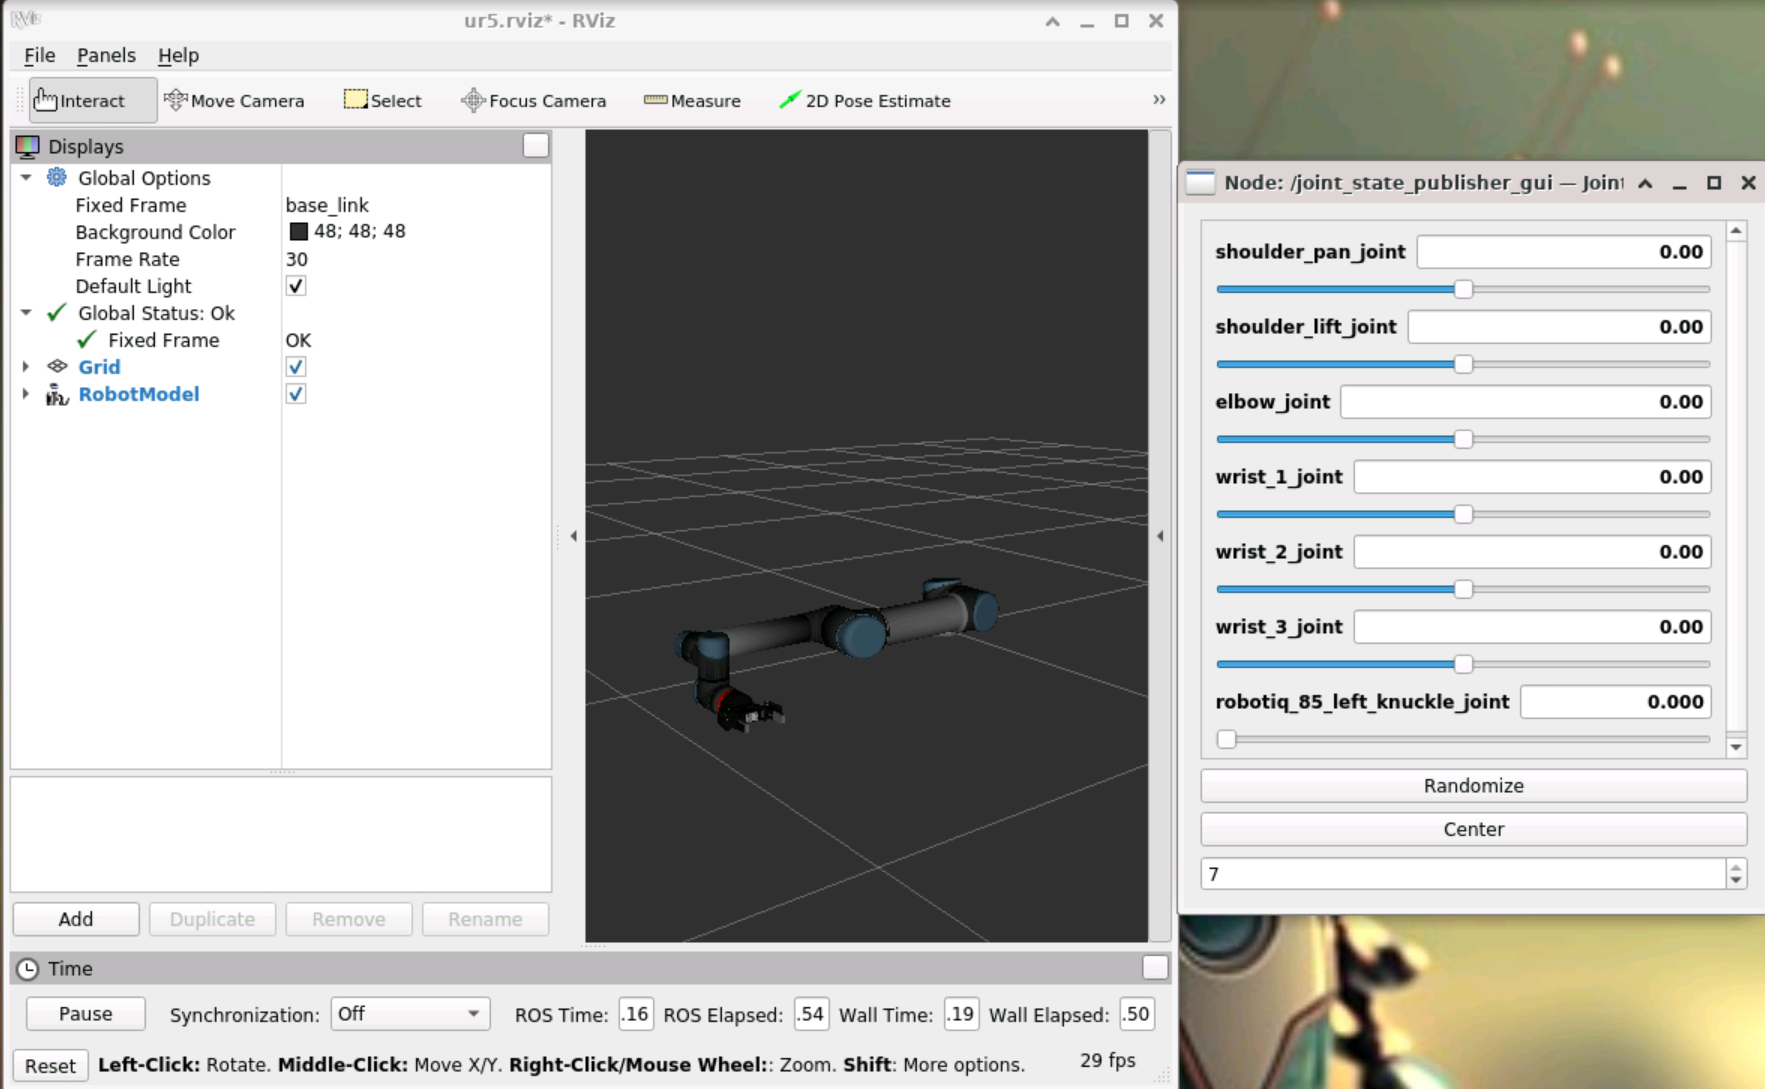 ur5.rviz* - RViz
File Panels Help
Interact Move Camera Select Focus Camera Measure 2D Pose Estimate »
Displays
Global Options
Fixed Frame base_link
Background Color 48; 48; 48
Frame Rate 30
Default Light
Global Status: Ok
Fixed Frame OK
Grid
RobotModel
Add Duplicate Remove Rename
Time
Pause Synchronization: Off ROS Time: .16 ROS Elapsed: .54 Wall Time: .19 Wall Elapsed: .50
Reset Left-Click: Rotate. Middle-Click: Move X/Y. Right-Click/Mouse Wheel:: Zoom. Shift: More options. 29 fps
Node: /joint_state_publisher_gui — Joint
shoulder_pan_joint 0.00
shoulder_lift_joint 0.00
elbow_joint 0.00
wrist_1_joint 0.00
wrist_2_joint 0.00
wrist_3_joint 0.00
robotiq_85_left_knuckle_joint 0.000
Randomize
Center
7